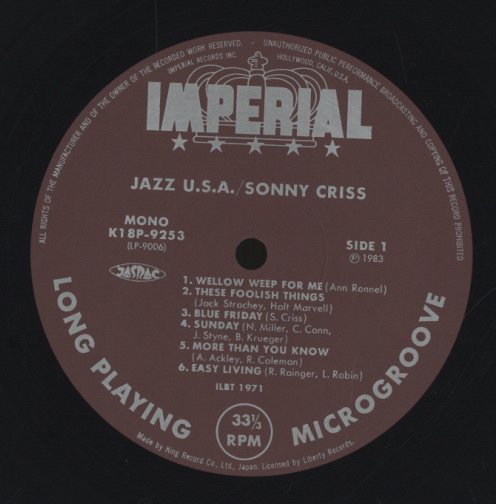 ALL RIGHTS OF THE MANUFACTURER AND OF THE OWNER OF THE RECORDED WORK RESERVED. · UNAUTHORIZED PUBLIC PERFORMANCE, BROADCASTING AND COPYING OF THIS RECORD PROHIBITED
IMPERIAL RECORDS INC. HOLLYWOOD, CALIF., U.S.A.
IMPERIAL
JAZZ U.S.A./SONNY CRISS
MONO
K18P-9253
(LP-9006)
SIDE 1
Ⓟ 1983
JASRAC
1. WELLOW WEEP FOR ME (Ann Ronnel)
2. THESE FOOLISH THINGS
(Jack Strachey, Holt Marvell)
3. BLUE FRIDAY (S. Criss)
4. SUNDAY (N. Miller, C. Conn,
J. Styne, B. Krueger)
5. MORE THAN YOU KNOW
(A. Ackley, R. Coleman)
6. EASY LIVING (R. Rainger, L. Robin)
ILBT 1971
LONG PLAYING
33⅓
RPM
MICROGROOVE
Made by King Record Co., Ltd., Japan. Licensed by Liberty Records.